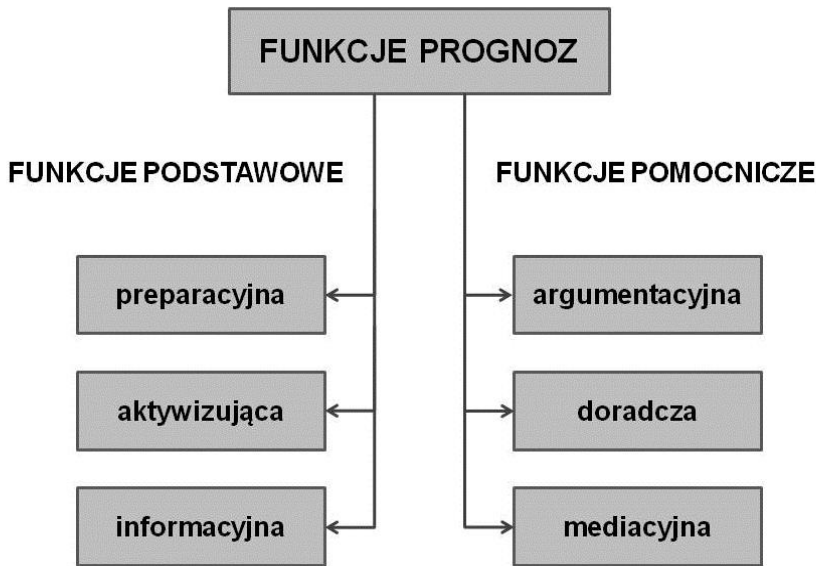 FUNKCJE PROGNOZ
FUNKCJE PODSTAWOWE
preparacyjna
aktywizująca
informacyjna
FUNKCJE POMOCNICZE
argumentacyjna
doradcza
mediacyjna